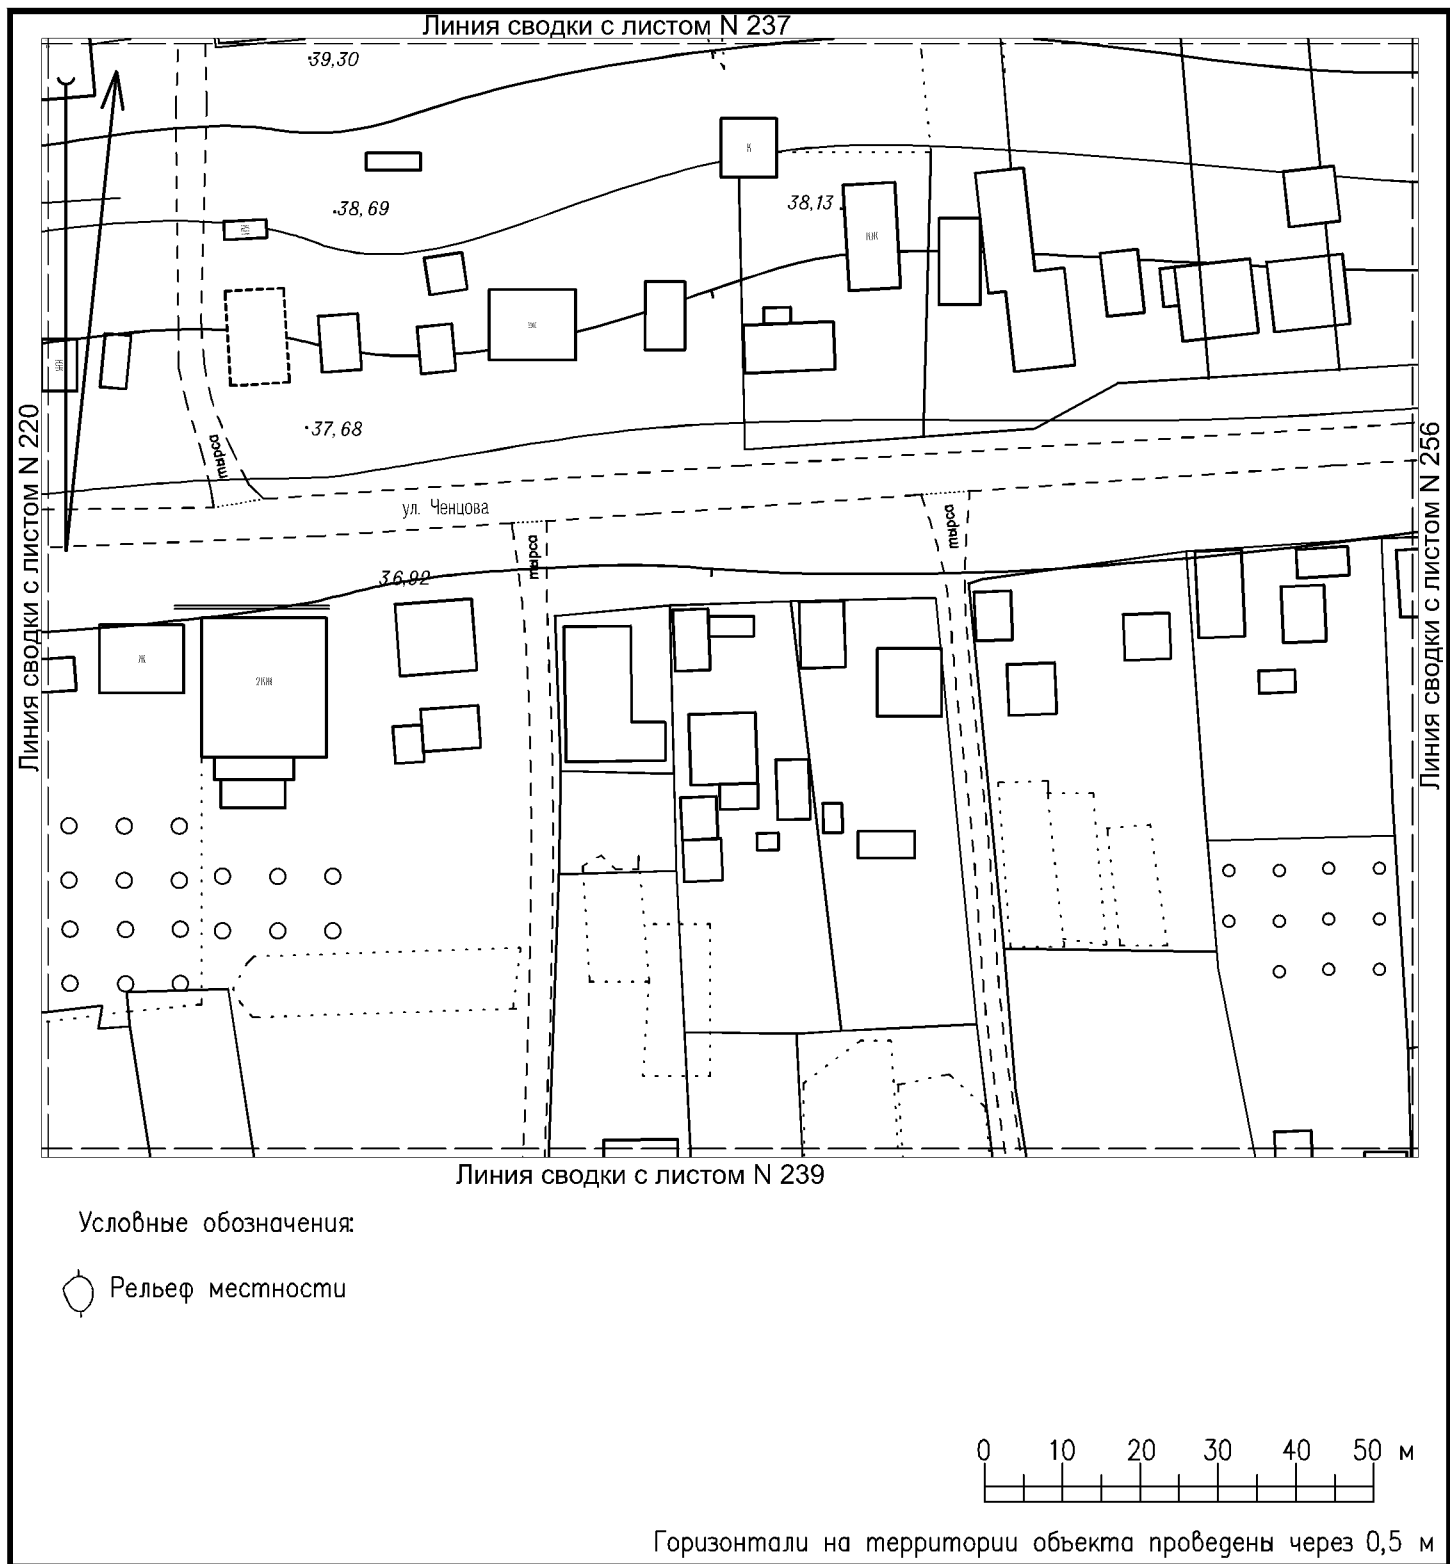 Линия сводки с листом N 237
39,30
К
38,69
38,13
КЖ
Линия сводки с листом N 220
37,68
тырса
ул. Ченцова
тырса
тырса
Линия сводки с листом N 256
36,92
Ж
2КЖ
Линия сводки с листом N 239
Условные обозначения:
Рельеф местности
0 10 20 30 40 50 м
Горизонтали на территории объекта проведены через 0,5 м